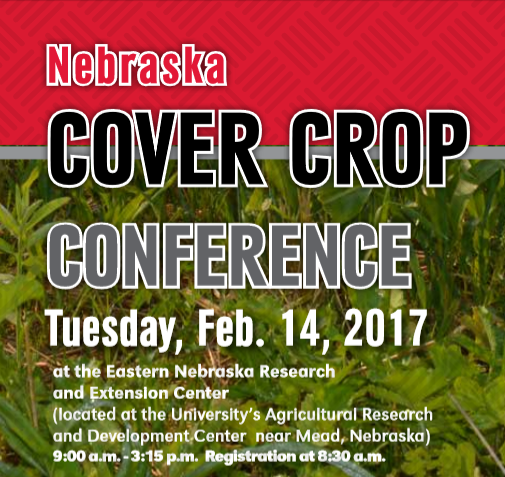 Nebraska
COVER CROP
CONFERENCE
Tuesday, Feb. 14, 2017
at the Eastern Nebraska Research
and Extension Center
(located at the University's Agricultural Research
and Development Center near Mead, Nebraska)
9:00 a.m. - 3:15 p.m. Registration at 8:30 a.m.